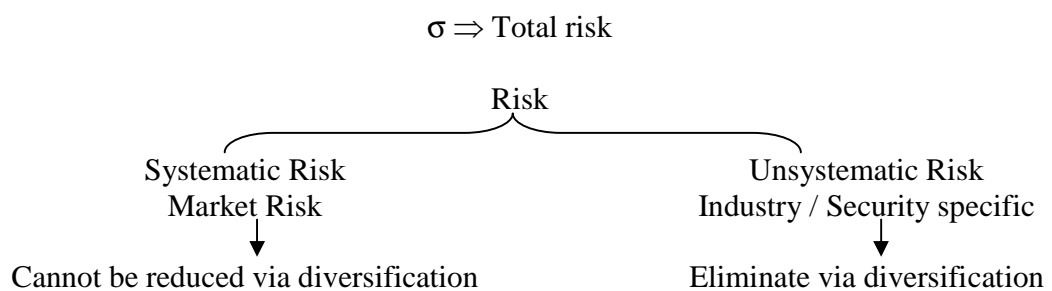 σ ⇒ Total risk
Risk
Systematic Risk
Market Risk
Cannot be reduced via diversification
Unsystematic Risk
Industry / Security specific
Eliminate via diversification